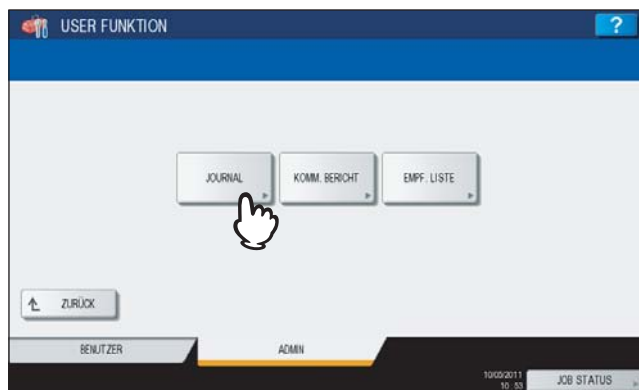 USER FUNKTION
?
JOURNAL
KOMM. BERICHT
EMPF. LISTE
ZURÜCK
BENUTZER
ADMIN
10/03/2011
10 : 53
JOB STATUS